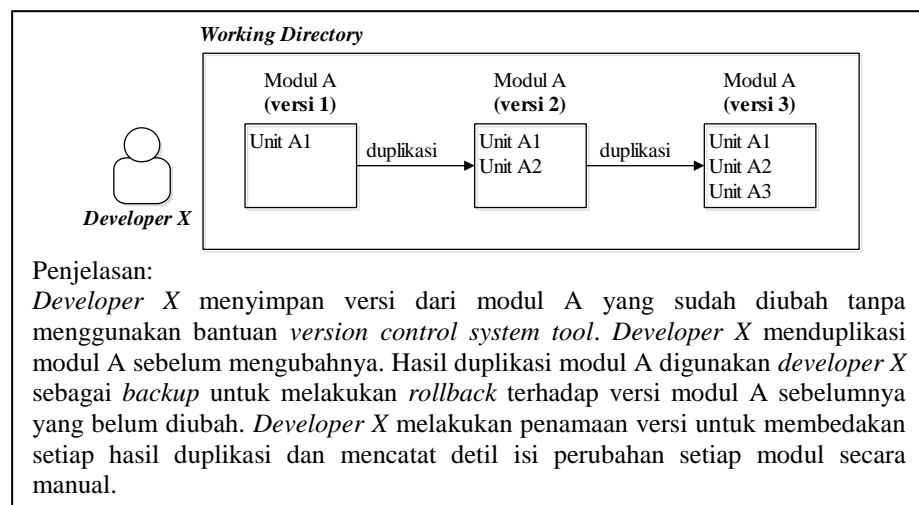 Working Directory
Modul A
(versi 1)
Modul A
(versi 2)
Modul A
(versi 3)
Unit A1
duplikasi
Unit A1
Unit A2
duplikasi
Unit A1
Unit A2
Unit A3
Developer X
Penjelasan:
Developer X menyimpan versi dari modul A yang sudah diubah tanpa
menggunakan bantuan version control system tool. Developer X menduplikasi
modul A sebelum mengubahnya. Hasil duplikasi modul A digunakan developer X
sebagai backup untuk melakukan rollback terhadap versi modul A sebelumnya
yang belum diubah. Developer X melakukan penamaan versi untuk membedakan
setiap hasil duplikasi dan mencatat detil isi perubahan setiap modul secara
manual.